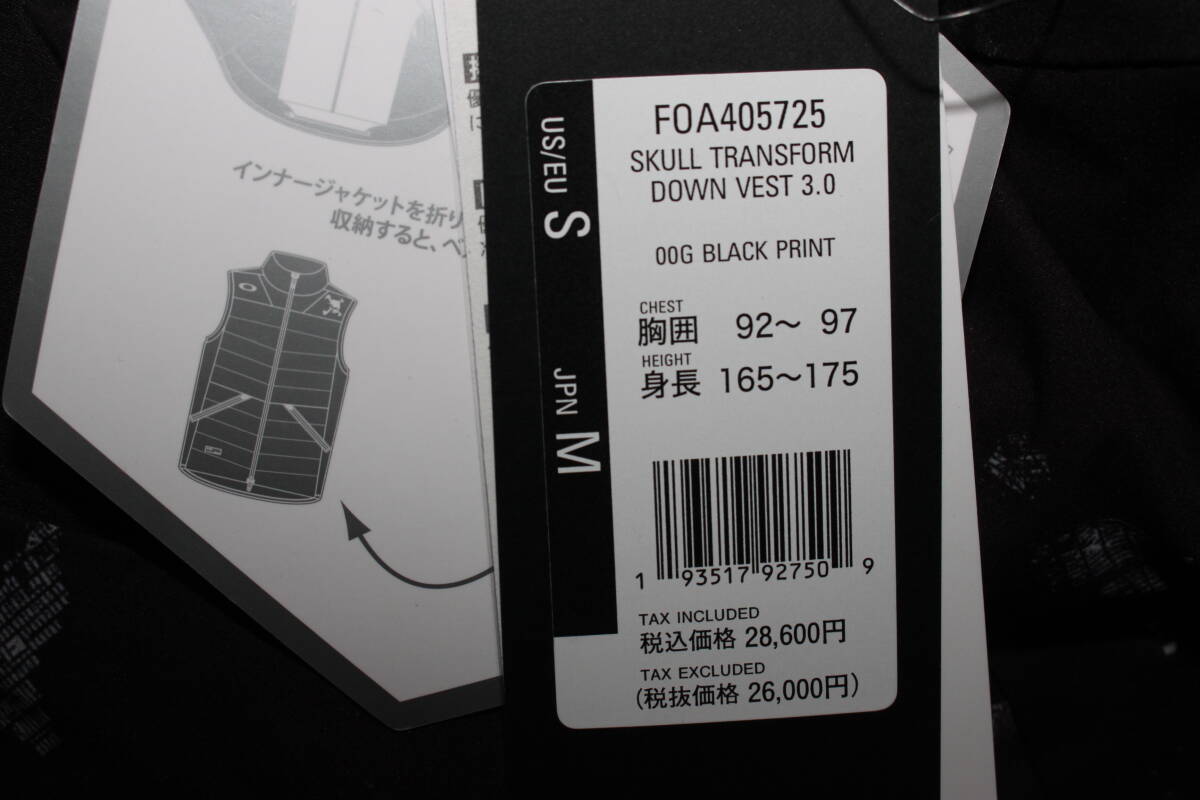 インナージャケットを折り
収納すると、ベ
US/EU S
JPN M
FOA405725
SKULL TRANSFORM
DOWN VEST 3.0
00G BLACK PRINT
CHEST
胸囲 92～ 97
HEIGHT
身長 165～175
1 93517 92750 9
TAX INCLUDED
税込価格 28,600円
TAX EXCLUDED
(税抜価格 26,000円)